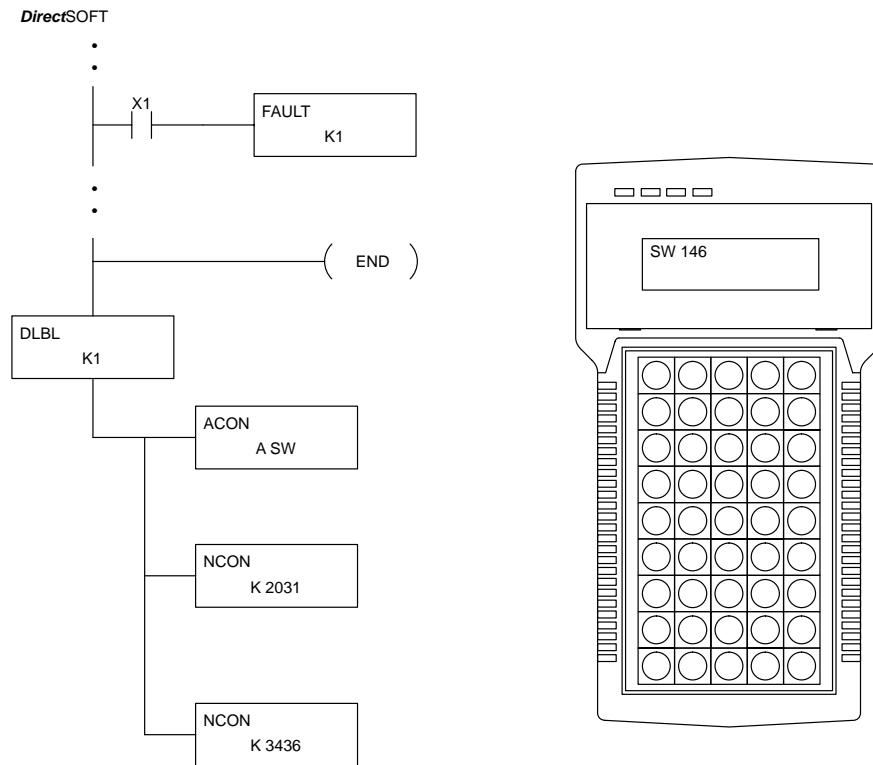 DirectSOFT
X1
FAULT
K1
END
DLBL
K1
ACON
A SW
NCON
K 2031
NCON
K 3436
SW 146